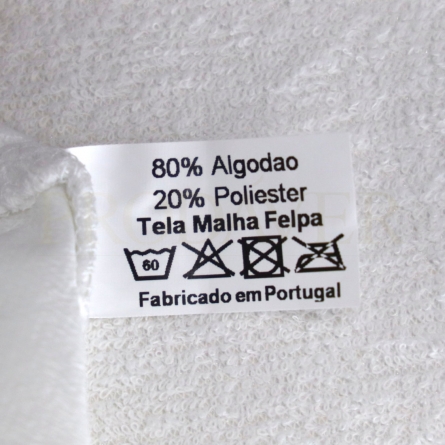 80% Algodao
20% Poliester
Tela Malha Felpa
60
Fabricado em Portugal